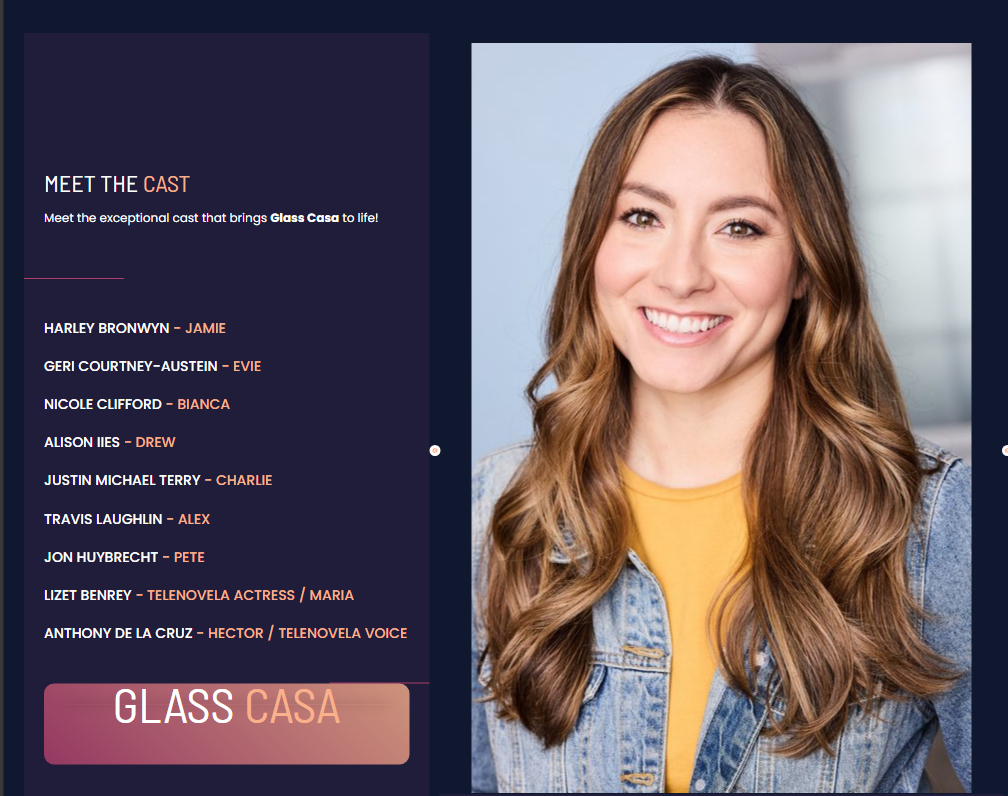 MEET THE CAST
Meet the exceptional cast that brings Glass Casa to life!
HARLEY BRONWYN - JAMIE
GERI COURTNEY-AUSTEIN - EVIE
NICOLE CLIFFORD - BIANCA
ALISON IIES - DREW
JUSTIN MICHAEL TERRY - CHARLIE
TRAVIS LAUGHLIN - ALEX
JON HUYBRECHT - PETE
LIZET BENREY - TELENOVELA ACTRESS / MARIA
ANTHONY DE LA CRUZ - HECTOR / TELENOVELA VOICE
GLASS CASA